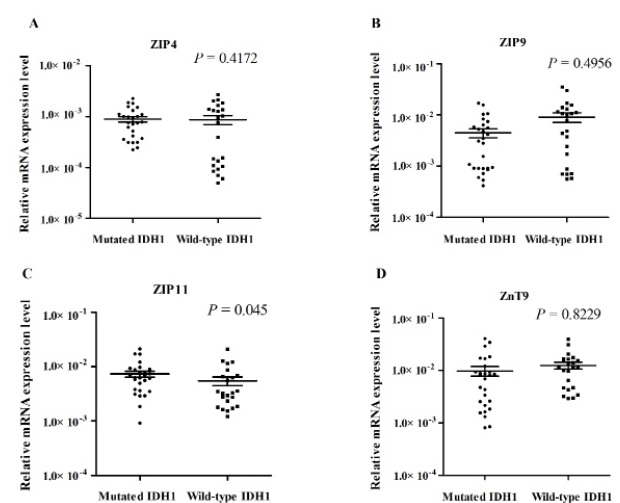 A
ZIP4
P = 0.4172
Relative mRNA expression level
1.0× 10-2
1.0× 10-3
1.0× 10-4
1.0× 10-5
Mutated IDH1 Wild-type IDH1
B
ZIP9
P = 0.4956
Relative mRNA expression level
1.0× 10-1
1.0× 10-2
1.0× 10-3
1.0× 10-4
Mutated IDH1 Wild-type IDH1
C
ZIP11
P = 0.045
Relative mRNA expression level
1.0× 10-1
1.0× 10-2
1.0× 10-3
1.0× 10-4
Mutated IDH1 Wild-type IDH1
D
ZnT9
P = 0.8229
Relative mRNA expression level
1.0× 10-1
1.0× 10-2
1.0× 10-3
1.0× 10-4
Mutated IDH1 Wild-type IDH1